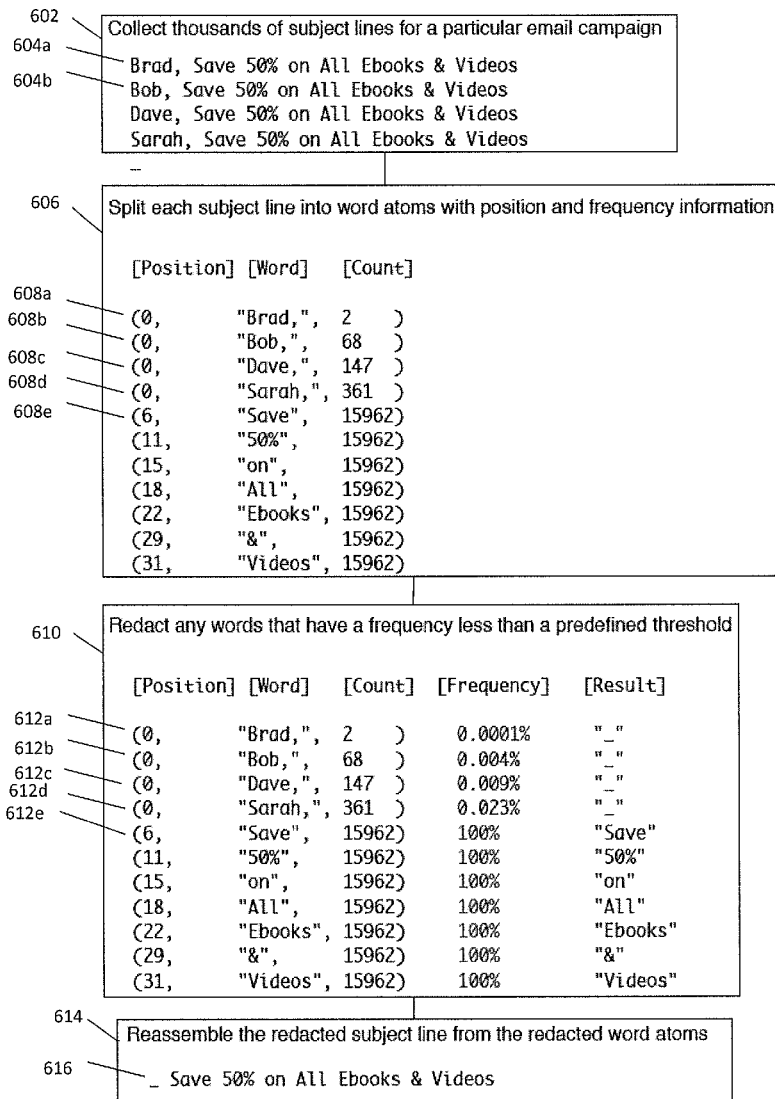 602
Collect thousands of subject lines for a particular email campaign
604a
Brad, Save 50% on All Ebooks & Videos
604b
Bob, Save 50% on All Ebooks & Videos
Dave, Save 50% on All Ebooks & Videos
Sarah, Save 50% on All Ebooks & Videos
…
606
Split each subject line into word atoms with position and frequency information
[Position] [Word] [Count]
608a
(0, "Brad,", 2 )
608b
(0, "Bob,", 68 )
608c
(0, "Dave,", 147 )
608d
(0, "Sarah,", 361 )
608e
(6, "Save", 15962)
(11, "50%", 15962)
(15, "on", 15962)
(18, "All", 15962)
(22, "Ebooks", 15962)
(29, "&", 15962)
(31, "Videos", 15962)
610
Redact any words that have a frequency less than a predefined threshold
[Position] [Word] [Count] [Frequency] [Result]
612a
(0, "Brad,", 2 ) 0.0001% "_"
612b
(0, "Bob,", 68 ) 0.004% "_"
612c
(0, "Dave,", 147 ) 0.009% "_"
612d
(0, "Sarah,", 361 ) 0.023% "_"
612e
(6, "Save", 15962) 100% "Save"
(11, "50%", 15962) 100% "50%"
(15, "on", 15962) 100% "on"
(18, "All", 15962) 100% "All"
(22, "Ebooks", 15962) 100% "Ebooks"
(29, "&", 15962) 100% "&"
(31, "Videos", 15962) 100% "Videos"
614
Reassemble the redacted subject line from the redacted word atoms
616
_ Save 50% on All Ebooks & Videos